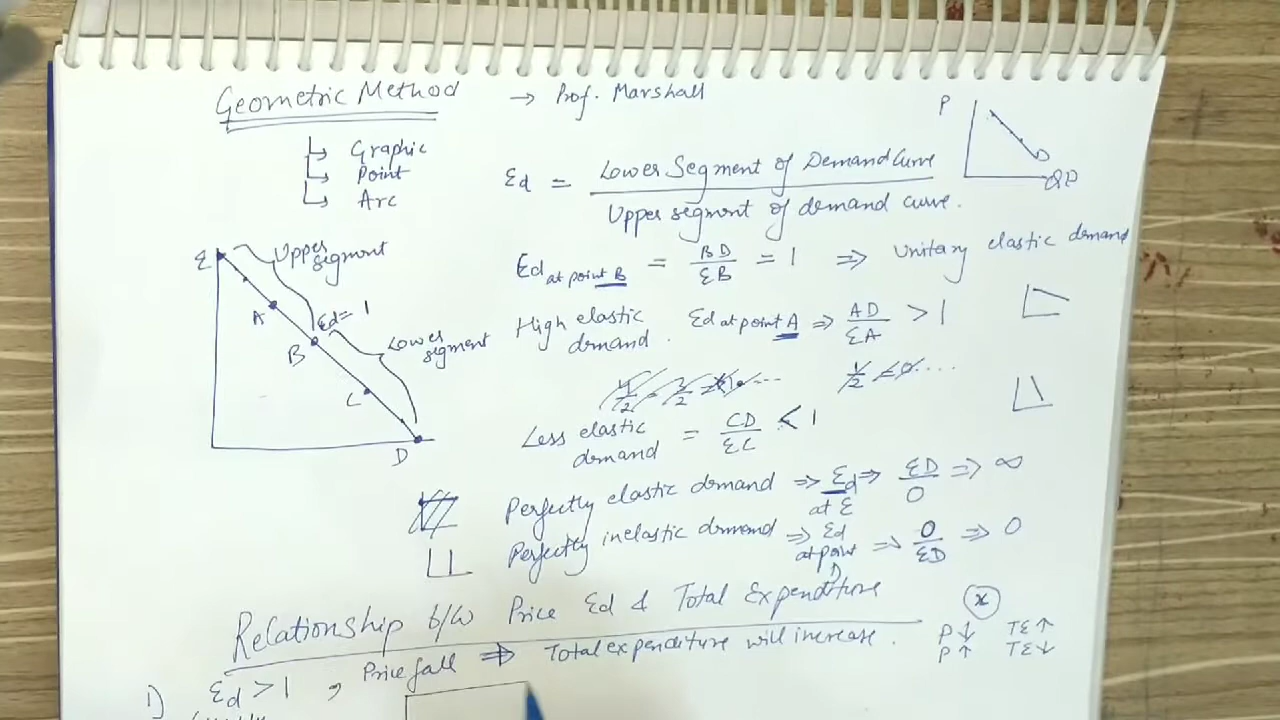 Geometric Method → Prof. Marshall
Graphic
Point
Arc
P
D
QD
Ed = Lower Segment of Demand Curve
Upper segment of demand curve.
E
Upper segment
A
Ed = 1
B
Lower segment
C
D
Ed at point B = BD/EB = 1 ⇒ Unitary elastic demand
High elastic demand. Ed at point A ⇒ AD/EA > 1
Less elastic demand = CD/EC < 1
Perfectly elastic demand ⇒ Ed at E ⇒ ED/0 ⇒ ∞
Perfectly inelastic demand ⇒ Ed at point D ⇒ 0/ED ⇒ 0
Relationship b/w Price Ed & Total Expenditure
1) Ed > 1, Price fall ⇒ Total expenditure will increase.
P↓ TE↑
P↑ TE↓